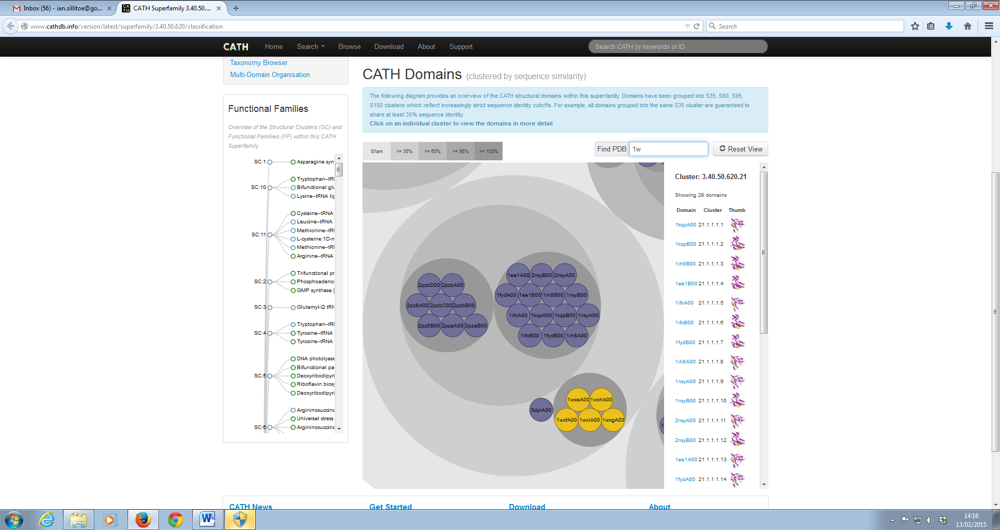 Inbox (56) - ian.sillitoe@go...
CATH Superfamily 3.40.50....
www.cathdb.info/version/latest/superfamily/3.40.50.620/classification
Search
CATH
Home
Search
Browse
Download
About
Support
Search CATH by keywords or ID
Taxonomy Browser
Multi-Domain Organisation
Functional Families
Overview of the Structural Clusters (SC) and
Functional Families (FF) within this CATH
Superfamily
SC:1
Asparagine syn
SC:10
Tryptophan--tRI
Bifunctional glu
Lysine--tRNA lig
SC:11
Cysteine--tRNA
Leucine--tRNA
Methionine--tRI
L-cysteine:1D-m
Methionine--tRI
Arginine--tRNA
SC:2
Trifunctional pr
Phosphoadenos
GMP synthase [
SC:3
Glutamyl-Q tRN
SC:4
Tryptophan--tRI
Tyrosine--tRNA
Tyrosine--tRNA
SC:5
DNA photolyase
Bifunctional pa
Deoxyribodipyri
Riboflavin biosy
Deoxyribodipyri
SC:6
Argininosuccina
Universal stress
Argininosuccina
CATH Domains (clustered by sequence similarity)
The following diagram provides an overview of the CATH structural domains within this superfamily. Domains have been grouped into S35, S60, S95,
S100 clusters which reflect increasingly strict sequence identity cutoffs. For example, all domains grouped into the same S35 cluster are guaranteed to
share at least 35% sequence identity.
Click on an individual cluster to view the domains in more detail
Sfam >= 35% >= 60% >= 95% >= 100%
Find PDB 1w
Reset View
2pzbD00 2pzbA00
2pz8A00 2pzbC00 2pzbB00
2pz8B00 2pzaA00 2pzaB00
1ee1A00 2nsyB00 2nsyA00
1fydA00 1ee1B00 1ih8B00 1nsyB00
1ifxA00 1kqpA00 1kqpB00 1nsyA00
1ifxB00 1fydB00 1ih8A00
3dpiA00
1wxeA00 1wxhA00
1wxfA00 1wxiA00 1wxgA00
1
Cluster: 3.40.50.620.21
Showing 28 domains
Domain Cluster Thumb
1kqpA00 21.1.1.1.1
1kqpB00 21.1.1.1.2
1ih8B00 21.1.1.1.3
1ee1B00 21.1.1.1.4
1ifxA00 21.1.1.1.5
1ifxB00 21.1.1.1.6
1fydB00 21.1.1.1.7
1ih8A00 21.1.1.1.8
1nsyA00 21.1.1.1.9
1nsyB00 21.1.1.1.10
2nsyA00 21.1.1.1.11
2nsyB00 21.1.1.1.12
1ee1A00 21.1.1.1.13
1fydA00 21.1.1.1.14
CATH News
Get Started
Download
About
14:16
13/02/2015